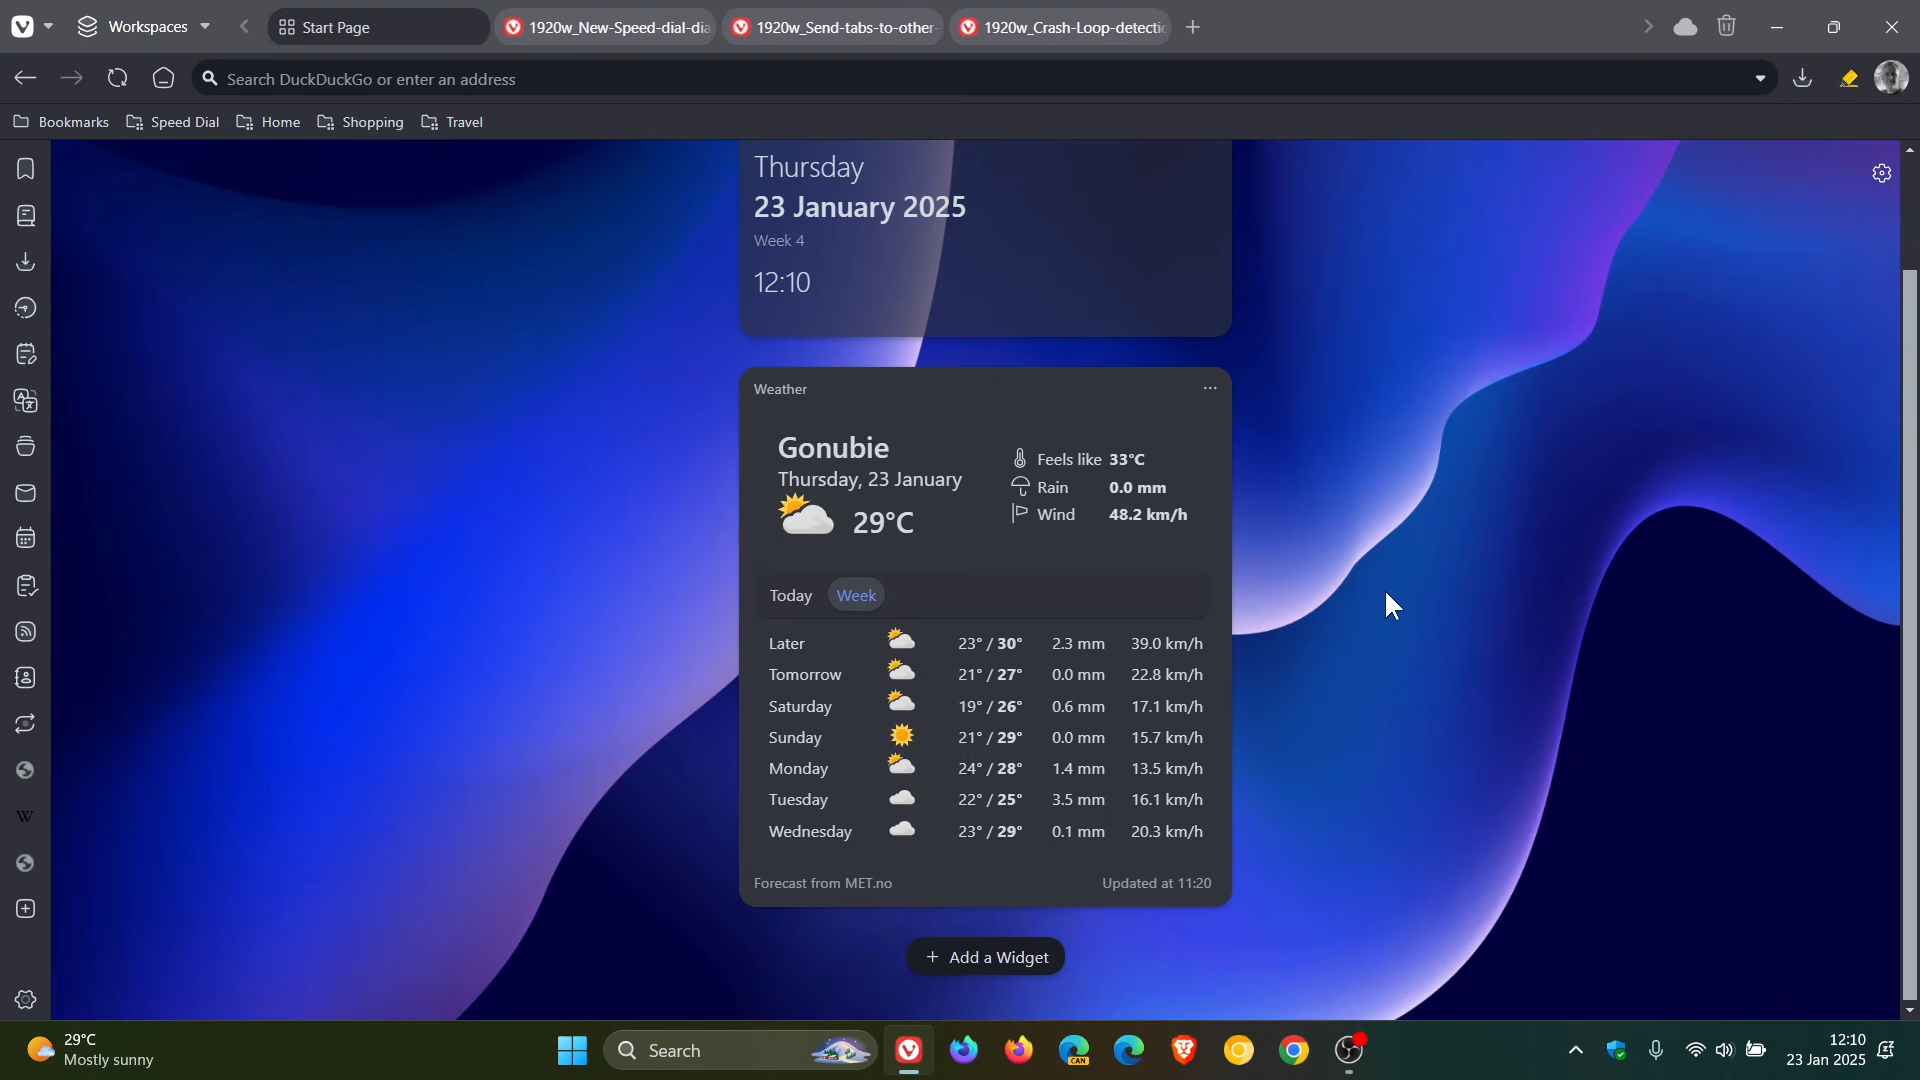 Workspaces
Start Page
1920w_New-Speed-dial-dia
1920w_Send-tabs-to-other-
1920w_Crash-Loop-detectio
Search DuckDuckGo or enter an address
Bookmarks
Speed Dial
Home
Shopping
Travel
Thursday
23 January 2025
Week 4
12:10
Weather
Gonubie
Thursday, 23 January
29°C
Feels like 33°C
Rain 0.0 mm
Wind 48.2 km/h
Today Week
Later 23° / 30° 2.3 mm 39.0 km/h
Tomorrow 21° / 27° 0.0 mm 22.8 km/h
Saturday 19° / 26° 0.6 mm 17.1 km/h
Sunday 21° / 29° 0.0 mm 15.7 km/h
Monday 24° / 28° 1.4 mm 13.5 km/h
Tuesday 22° / 25° 3.5 mm 16.1 km/h
Wednesday 23° / 29° 0.1 mm 20.3 km/h
Forecast from MET.no Updated at 11:20
+ Add a Widget
W
29°C
Mostly sunny
Search
CAN
12:10
23 Jan 2025